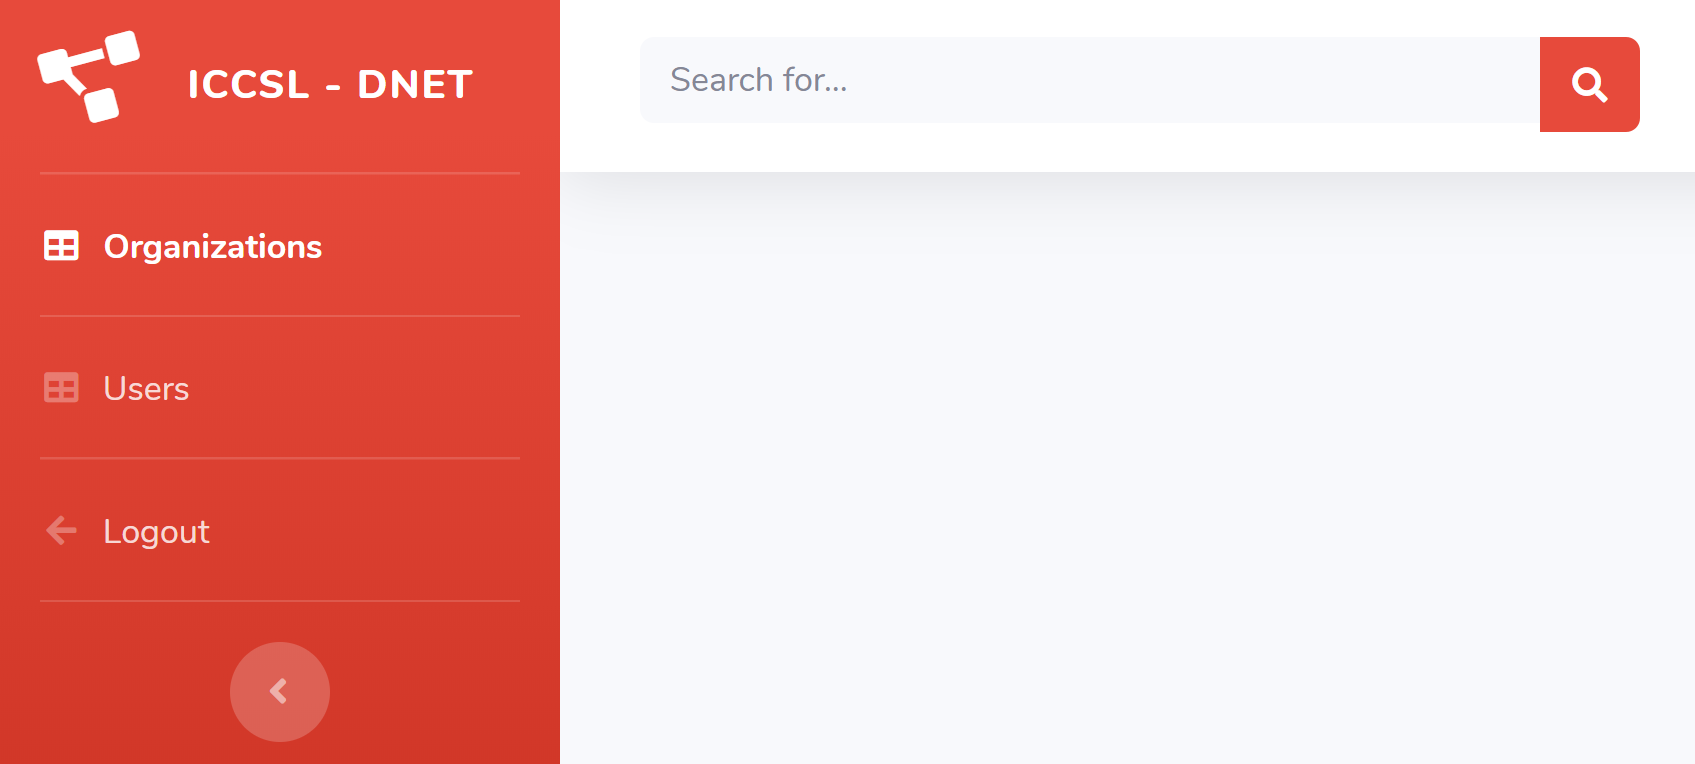 ICCSL - DNET
Search for...
Organizations
Users
Logout